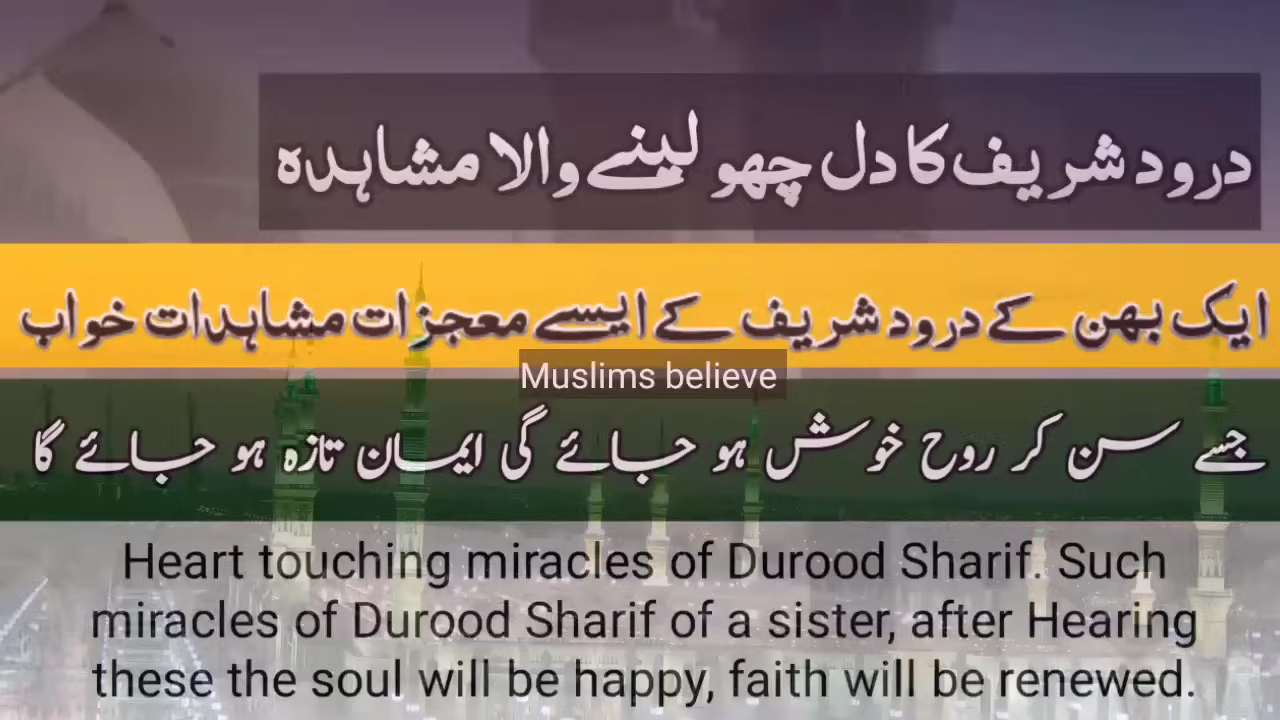 درود شریف کا دل چھو لینے والا مشاہدہ
ایک بھن کے درود شریف کے ایسے معجزات مشاہدات خواب
Muslims believe
جسے سن کر روح خوش ہو جائے گی ایمان تازہ ہو جائے گا
Heart touching miracles of Durood Sharif. Such
miracles of Durood Sharif of a sister, after Hearing
these the soul will be happy, faith will be renewed.